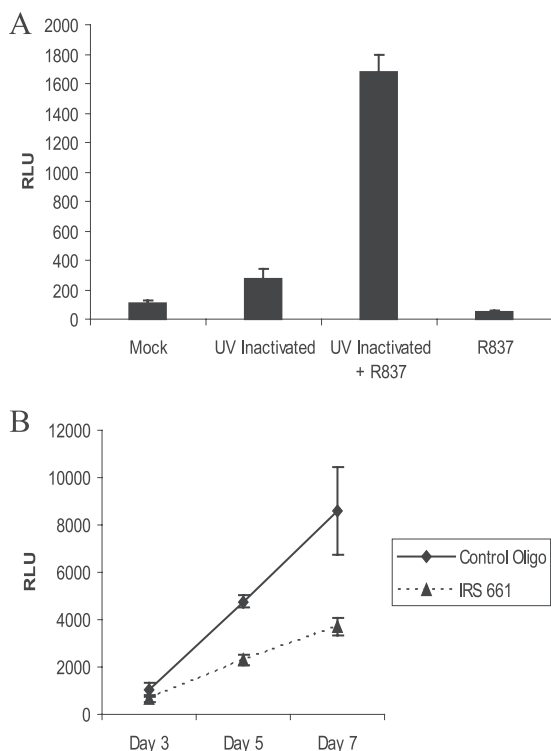 A
2000
1800
1600
1400
1200
1000
800
600
400
200
0
RLU
Mock
UV Inactivated
UV Inactivated
+ R837
R837
B
12000
10000
8000
6000
4000
2000
0
RLU
Control Oligo
IRS 661
Day 3
Day 5
Day 7